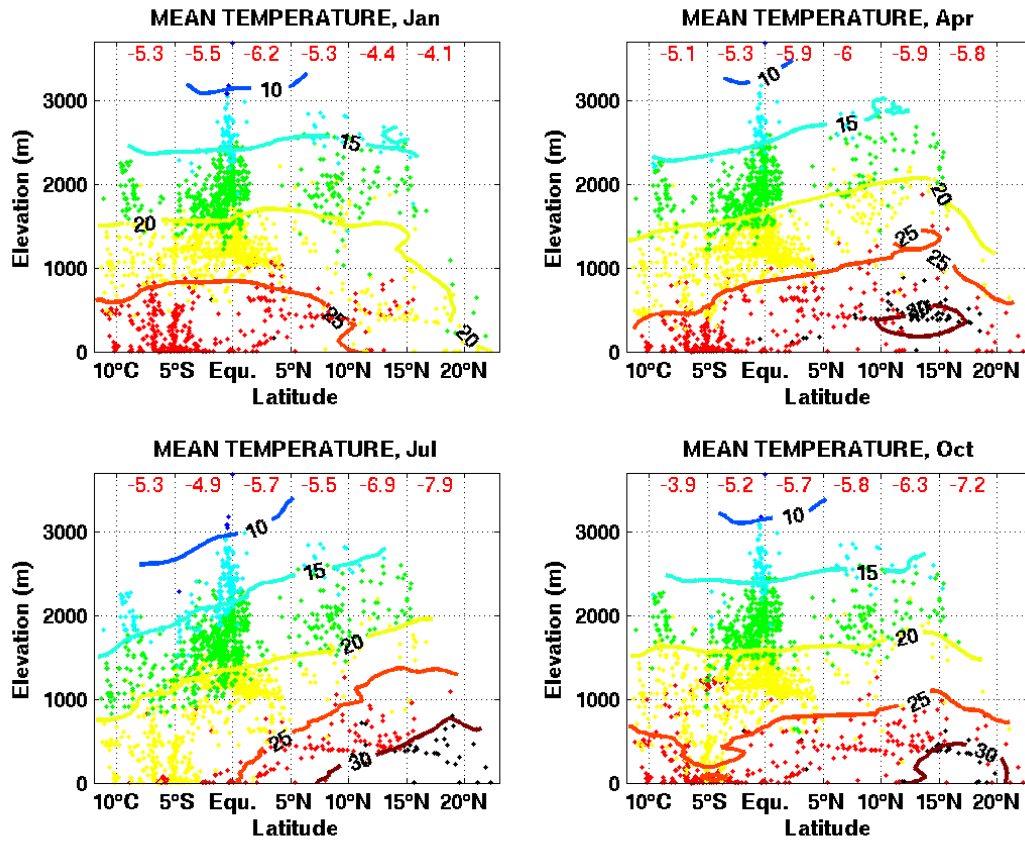 MEAN TEMPERATURE, Jan
-5.3 -5.5 -6.2 -5.3 -4.4 -4.1
10
15
20
25
20
Elevation (m)
3000
2000
1000
0
10°C 5°S Equ. 5°N 10°N 15°N 20°N
Latitude
MEAN TEMPERATURE, Apr
-5.1 -5.3 -5.9 -6 -5.9 -5.8
10
15
20
25
25
30
Elevation (m)
3000
2000
1000
0
10°C 5°S Equ. 5°N 10°N 15°N 20°N
Latitude
MEAN TEMPERATURE, Jul
-5.3 -4.9 -5.7 -5.5 -6.9 -7.9
10
15
20
25
30
Elevation (m)
3000
2000
1000
0
10°C 5°S Equ. 5°N 10°N 15°N 20°N
Latitude
MEAN TEMPERATURE, Oct
-3.9 -5.2 -5.7 -5.8 -6.3 -7.2
10
15
20
25
30
Elevation (m)
3000
2000
1000
0
10°C 5°S Equ. 5°N 10°N 15°N 20°N
Latitude